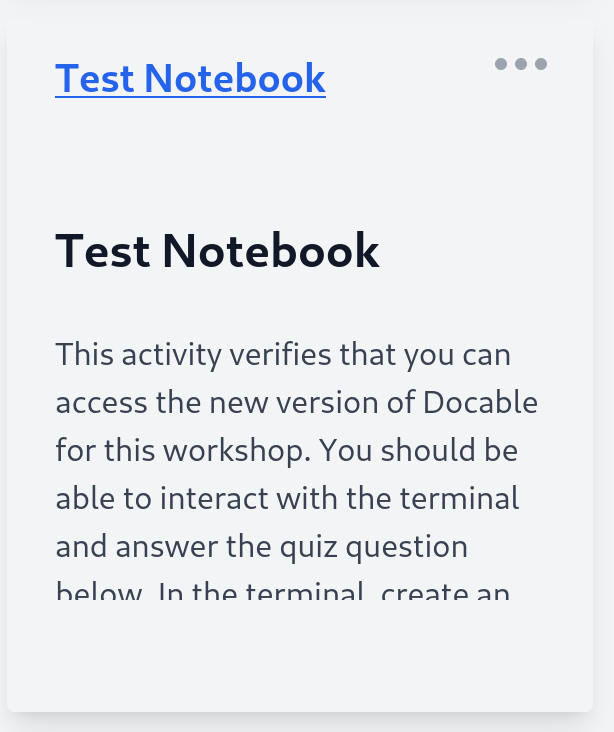 Test Notebook
Test Notebook
This activity verifies that you can
access the new version of Docable
for this workshop. You should be
able to interact with the terminal
and answer the quiz question
below. In the terminal, create an